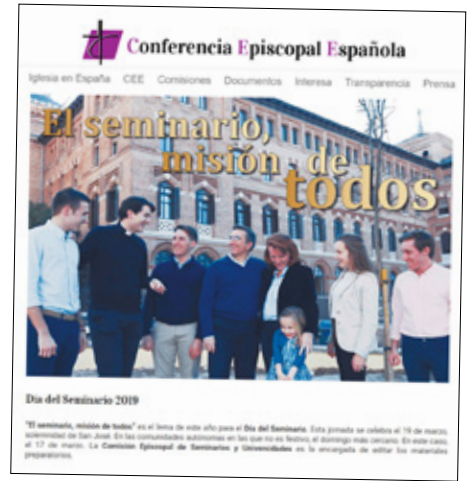 Conferencia Episcopal Española
Iglesia en España CEE Comisiones Documentos Interesa Transparencia Prensa
El seminario,
misión de
todos
Día del Seminario 2019
"El seminario, misión de todos" es el lema de este año para el Día del Seminario. Esta jornada se celebra el 19 de marzo,
solemnidad de San José. En las comunidades autónomas en las que no es festivo, el domingo más cercano. En este caso,
el 17 de marzo. La Comisión Episcopal de Seminarios y Universidades es la encargada de editar los materiales
preparatorios.